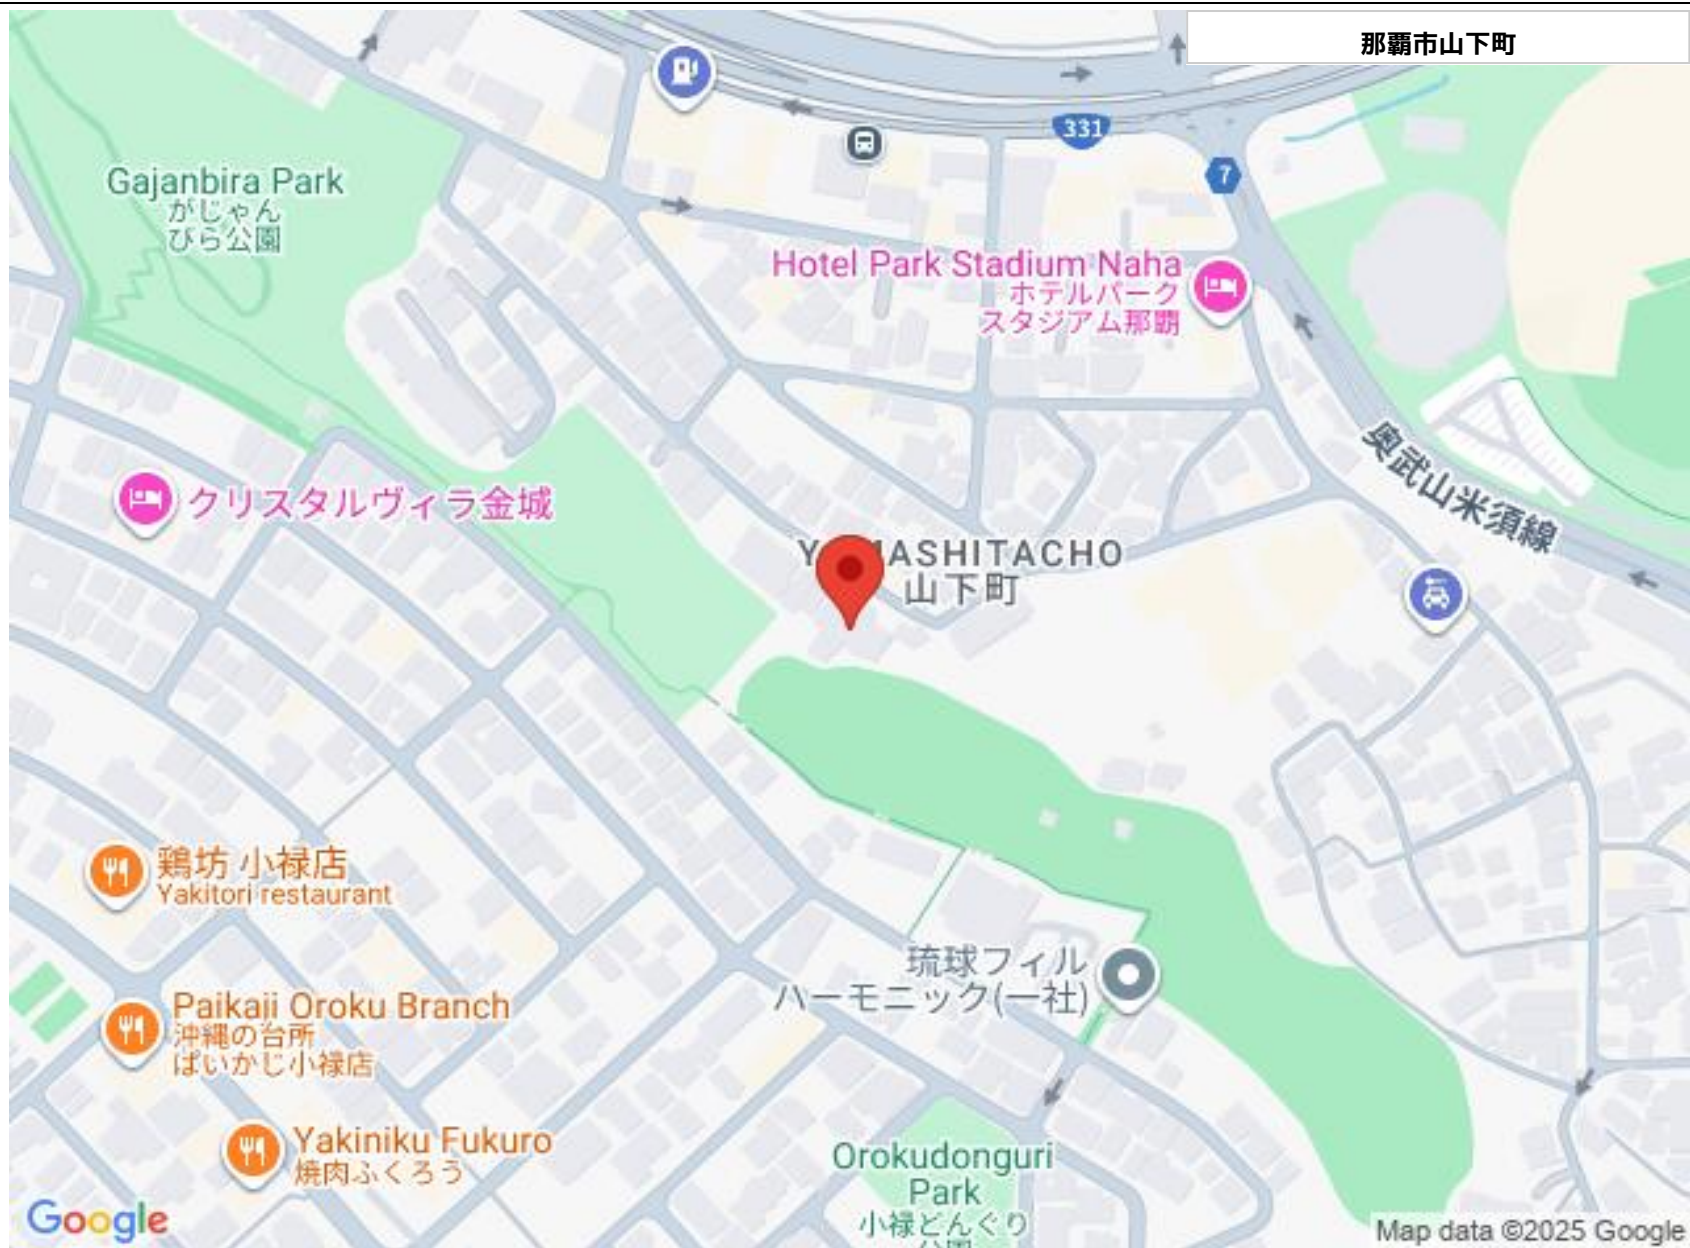 那覇市山下町
331
7
Gajanbira Park
がじゃん
びら公園
Hotel Park Stadium Naha
ホテルパーク
スタジアム那覇
奥武山米須線
クリスタルヴィラ金城
YAMASHITACHO
山下町
鶏坊 小禄店
Yakitori restaurant
琉球フィル
ハーモニック(一社)
Paikaji Oroku Branch
沖縄の台所
ぱいかじ小禄店
Yakiniku Fukuro
焼肉ふくろう
Orokudonguri
Park
小禄どんぐり
公園
Google
Map data ©2025 Google